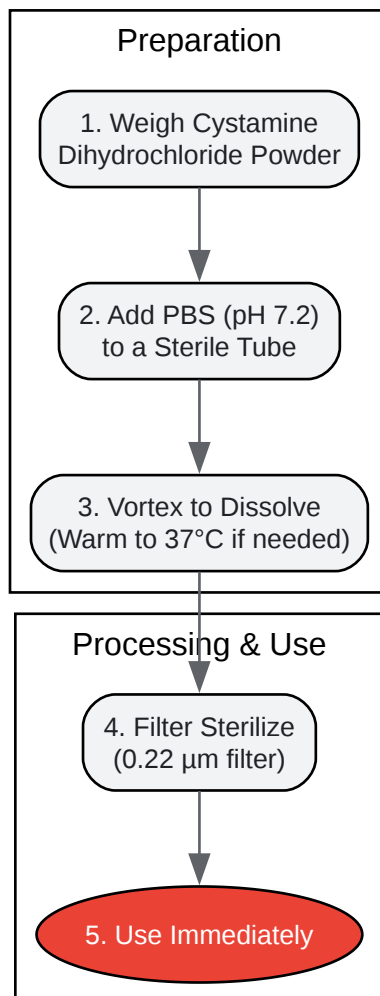 Preparation
1. Weigh Cystamine
Dihydrochloride Powder
2. Add PBS (pH 7.2)
to a Sterile Tube
3. Vortex to Dissolve
(Warm to 37°C if needed)
Processing & Use
4. Filter Sterilize
(0.22 µm filter)
5. Use Immediately